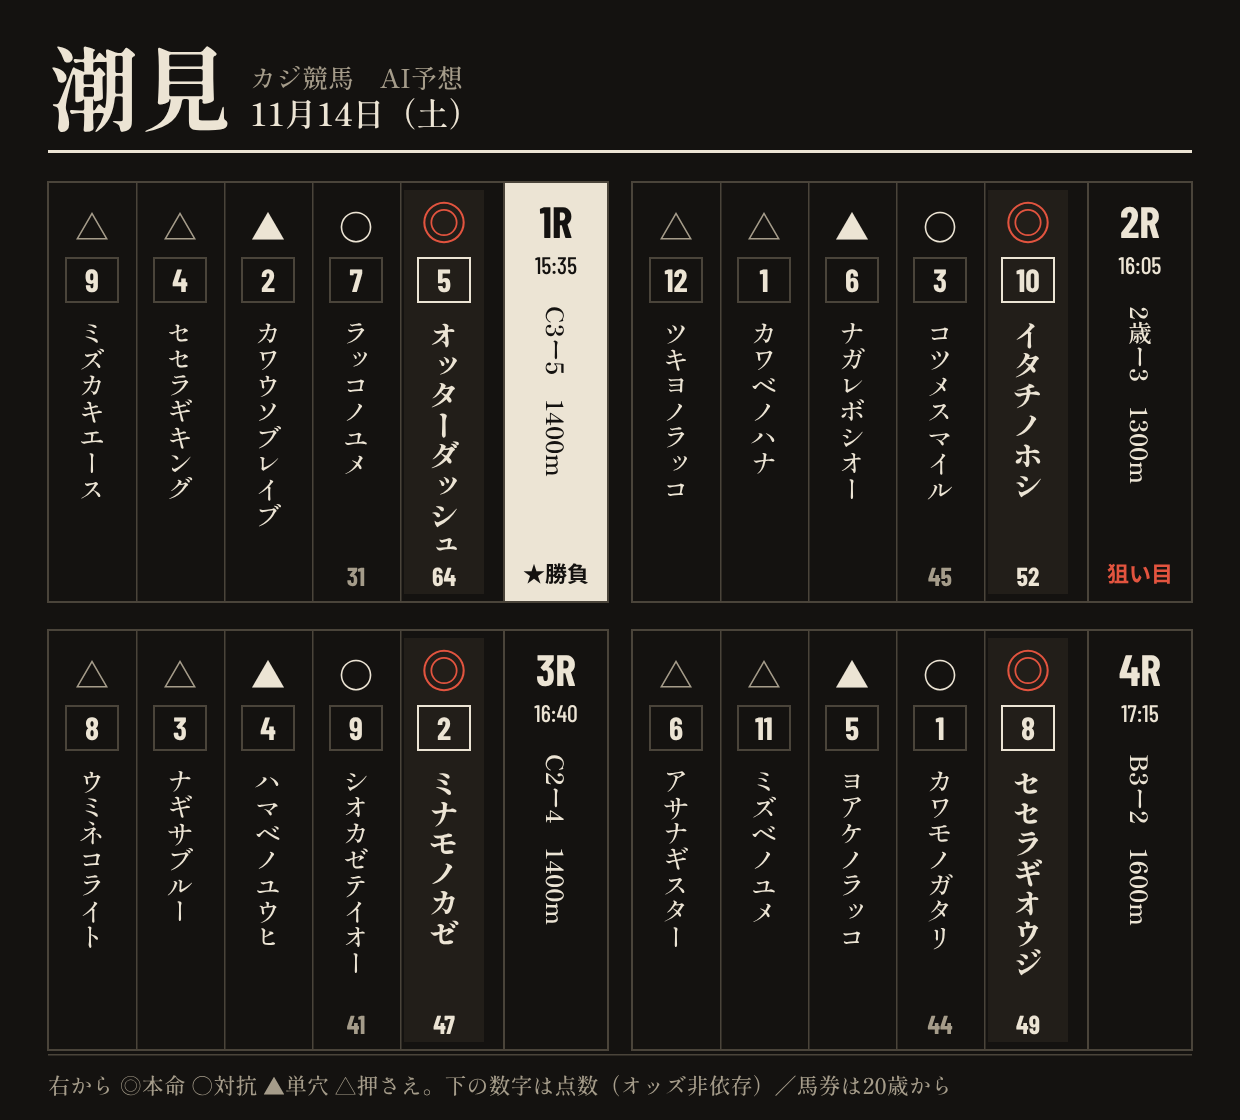 潮見
カジ競馬　AI予想
11月14日（土）
1R
15:35
C3ー5　1400m
★勝負
◎
5
オッターダッシュ
64
○
7
ラッコノユメ
31
▲
2
カワウソブレイブ
△
4
セセラギキング
△
9
ミズカキエース
2R
16:05
2歳ー3　1300m
狙い目
◎
10
イタチノホシ
52
○
3
コツメスマイル
45
▲
6
ナガレボシオー
△
1
カワベノハナ
△
12
ツキヨノラッコ
3R
16:40
C2ー4　1400m
◎
2
ミナモノカゼ
47
○
9
シオカゼテイオー
41
▲
4
ハマベノユウヒ
△
3
ナギサブルー
△
8
ウミネコライト
4R
17:15
B3ー2　1600m
◎
8
セセラギオウジ
49
○
1
カワモノガタリ
44
▲
5
ヨアケノラッコ
△
11
ミズベノユメ
△
6
アサナギスター
右から ◎本命 ○対抗 ▲単穴 △押さえ。下の数字は点数（オッズ非依存）／馬券は20歳から